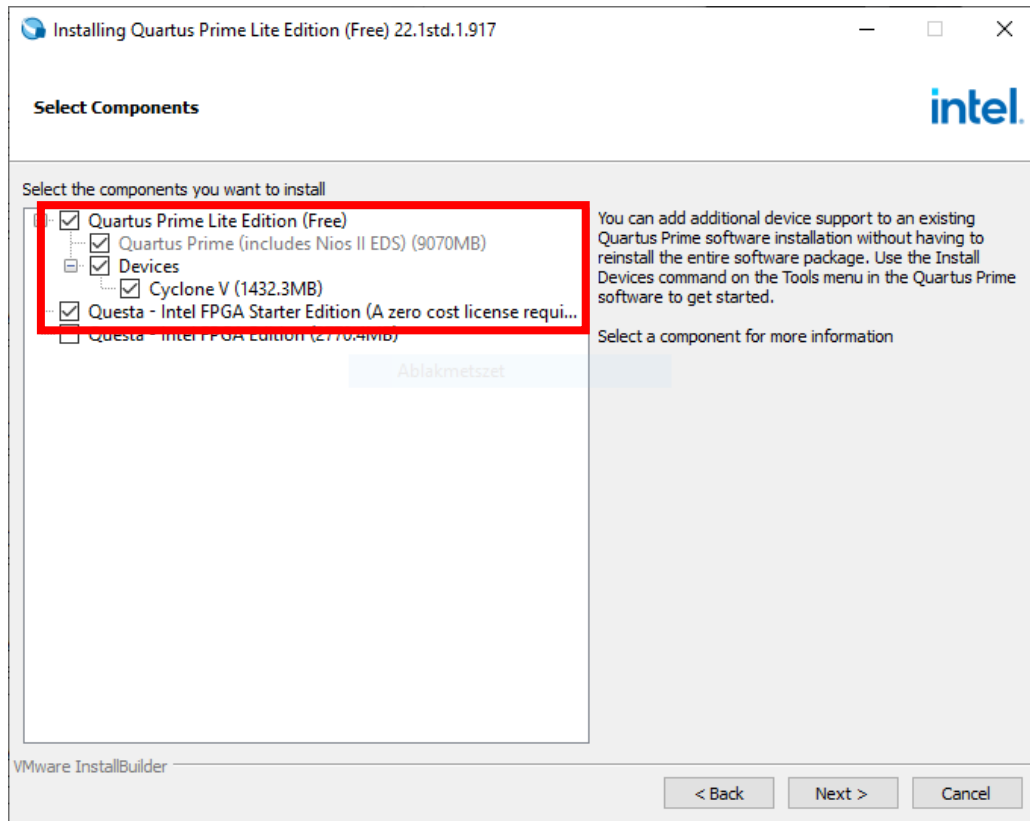 Installing Quartus Prime Lite Edition (Free) 22.1std.1.917
Select Components
intel.
Select the components you want to install
Quartus Prime Lite Edition (Free)
Quartus Prime (includes Nios II EDS) (9070MB)
Devices
Cyclone V (1432.3MB)
Questa - Intel FPGA Starter Edition (A zero cost license requi...
Questa - Intel FPGA Edition (2770.4MB)
You can add additional device support to an existing
Quartus Prime software installation without having to
reinstall the entire software package. Use the Install
Devices command on the Tools menu in the Quartus Prime
software to get started.
Select a component for more information
Ablakmetszet
VMware InstallBuilder
< Back
Next >
Cancel